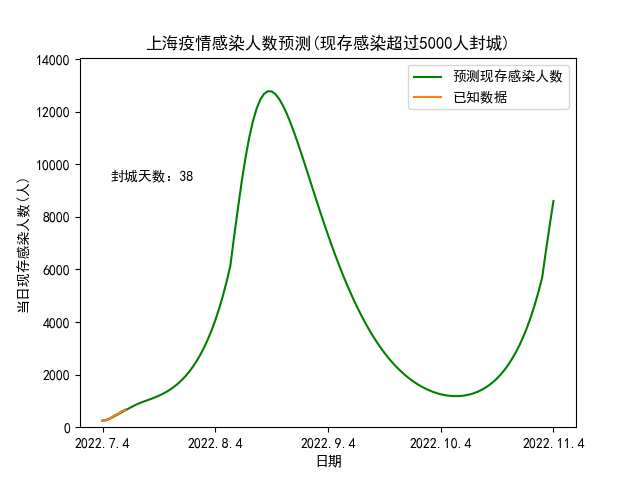 上海疫情感染人数预测(现存感染超过5000人封城)
预测现存感染人数
已知数据
封城天数：38
当日现存感染人数(人)
14000
12000
10000
8000
6000
4000
2000
0
2022.7.4
2022.8.4
2022.9.4
2022.10.4
2022.11.4
日期